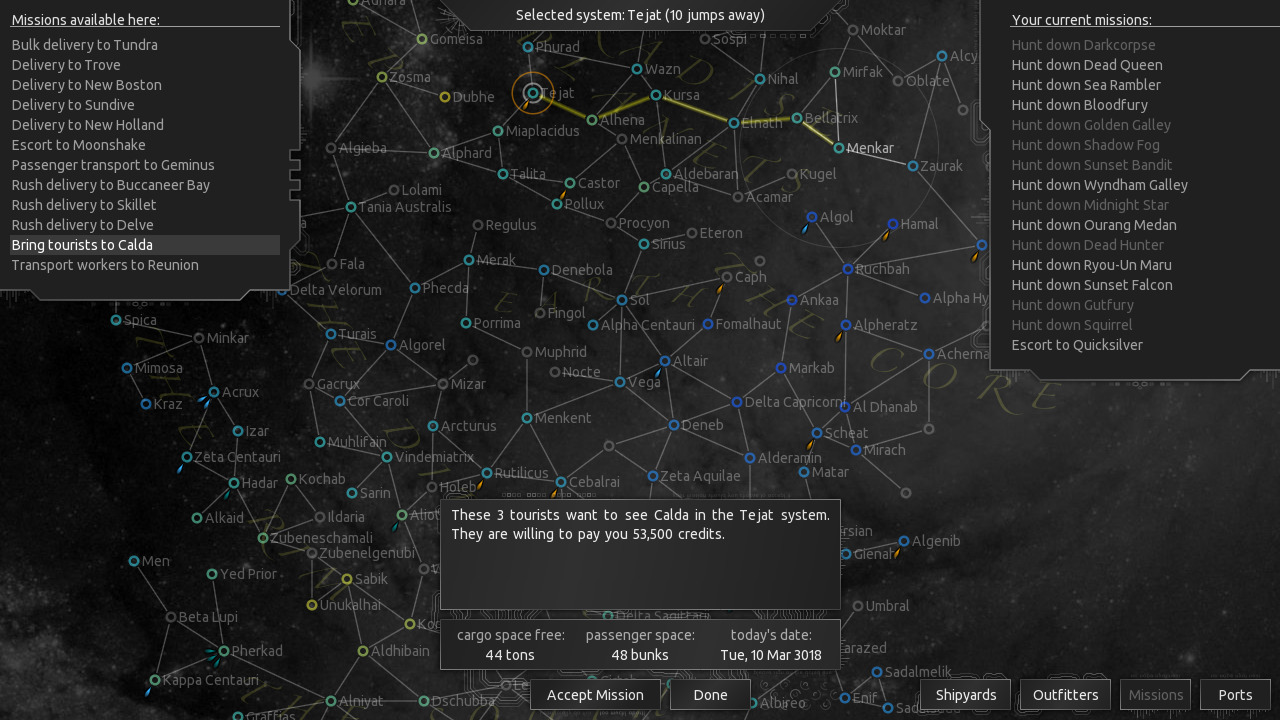 Missions available here:
Bulk delivery to Tundra
Delivery to Trove
Delivery to New Boston
Delivery to Sundive
Delivery to New Holland
Escort to Moonshake
Passenger transport to Geminus
Rush delivery to Buccaneer Bay
Rush delivery to Skillet
Rush delivery to Delve
Bring tourists to Calda
Transport workers to Reunion
Selected system: Tejat (10 jumps away)
Your current missions:
Hunt down Darkcorpse
Hunt down Dead Queen
Hunt down Sea Rambler
Hunt down Bloodfury
Hunt down Golden Galley
Hunt down Shadow Fog
Hunt down Sunset Bandit
Hunt down Wyndham Galley
Hunt down Midnight Star
Hunt down Ourang Medan
Hunt down Dead Hunter
Hunt down Ryou-Un Maru
Hunt down Sunset Falcon
Hunt down Gutfury
Hunt down Squirrel
Escort to Quicksilver
Adhara
Gomeisa
Phurad
Sospi
Moktar
Alcy
Zosma
Wazn
Nihal
Mirfak
Oblate
Dubhe
Tejat
Kursa
Alhena
Elnath
Bellatrix
Miaplacidus
Menkalinan
Menkar
Algieba
Alphard
Zaurak
Talita
Castor
Capella
Aldebaran
Kugel
Lolami
Acamar
Tania Australis
Pollux
Algol
Hamal
Regulus
Procyon
Eteron
Sirius
Fala
Merak
Denebola
Caph
Ruchbah
Delta Velorum
Phecda
Sol
Ankaa
Alpha Hy
Fingol
Spica
Porrima
Alpha Centauri
Fomalhaut
Alpheratz
Minkar
Turais
Algorel
Muphrid
Altair
Acherna
Mimosa
Nocte
Markab
Gacrux
Mizar
Vega
Acrux
Kraz
Cor Caroli
Delta Capricorni
Al Dhanab
Menkent
Izar
Arcturus
Deneb
Scheat
Muhlifain
Mirach
Zeta Centauri
Vindemiatrix
Alderamin
Rutilicus
Matar
Hadar
Kochab
Holeb
Cebalrai
Zeta Aquilae
Sarin
Alkaid
Ildaria
Aliot
Zubeneschamali
Zubenelgenubi
Algenib
Gienah
Men
Yed Prior
Sabik
Unukalhai
Umbral
Beta Lupi
Delta Sagittari
Pherkad
Aldhibain
Kappa Centauri
Sadalmelik
Alniyat
Dschubba
Albireo
Enif
Graffias
EARTH
CORE
These 3 tourists want to see Calda in the Tejat system.
They are willing to pay you 53,500 credits.
cargo space free: passenger space: today's date:
44 tons 48 bunks Tue, 10 Mar 3018
Accept Mission Done Shipyards Outfitters Missions Ports